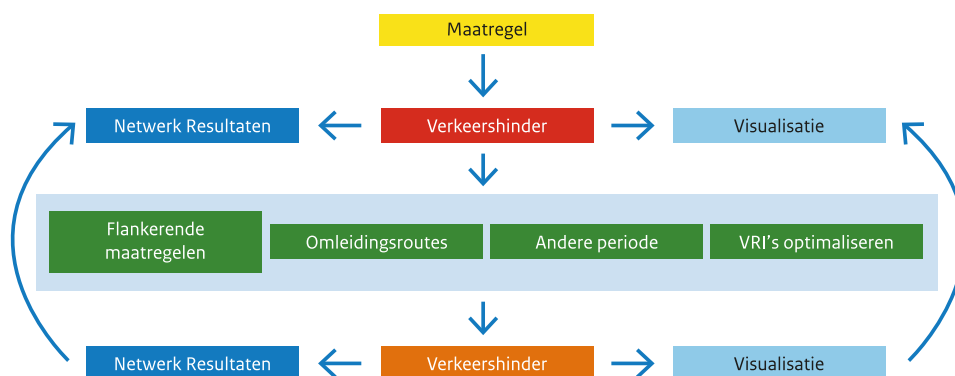 Maatregel
Netwerk Resultaten
Verkeershinder
Visualisatie
Flankerende
maatregelen
Omleidingsroutes
Andere periode
VRI's optimaliseren
Netwerk Resultaten
Verkeershinder
Visualisatie